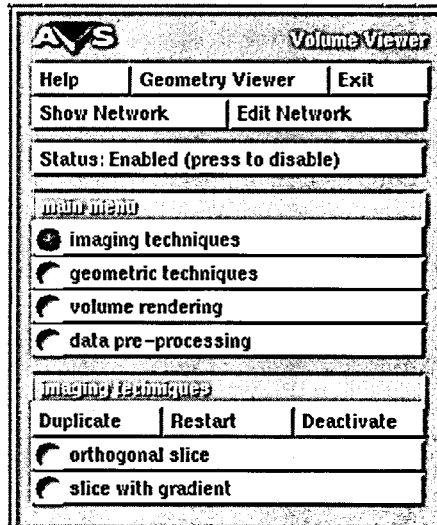 AVS Volume Viewer
Help Geometry Viewer Exit
Show Network Edit Network
Status: Enabled (press to disable)
main menu
imaging techniques
geometric techniques
volume rendering
data pre-processing
imaging techniques
Duplicate Restart Deactivate
orthogonal slice
slice with gradient